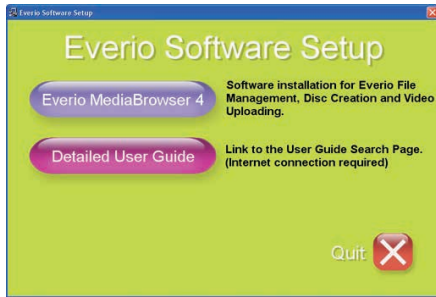 Everio Software Setup
Everio Software Setup
Everio MediaBrowser 4
Software installation for Everio File
Management, Disc Creation and Video
Uploading.
Detailed User Guide
Link to the User Guide Search Page.
(Internet connection required)
Quit